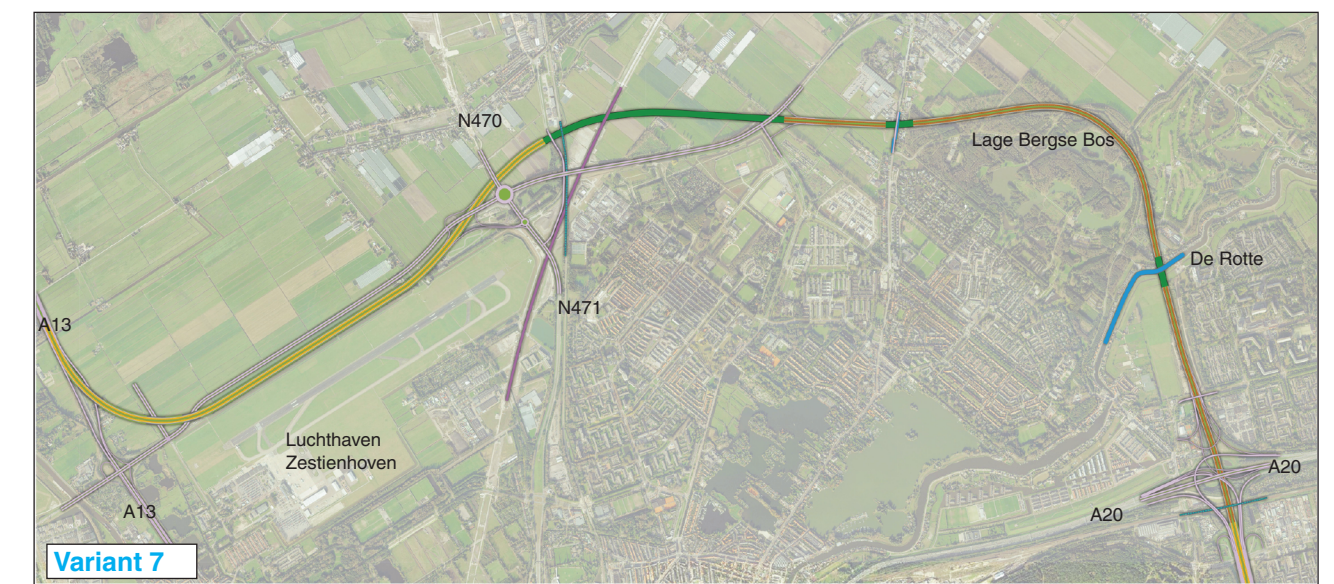 N470
Lage Bergse Bos
De Rotte
N471
A13
Luchthaven
Zestienhoven
A20
A13
A20
Variant 7